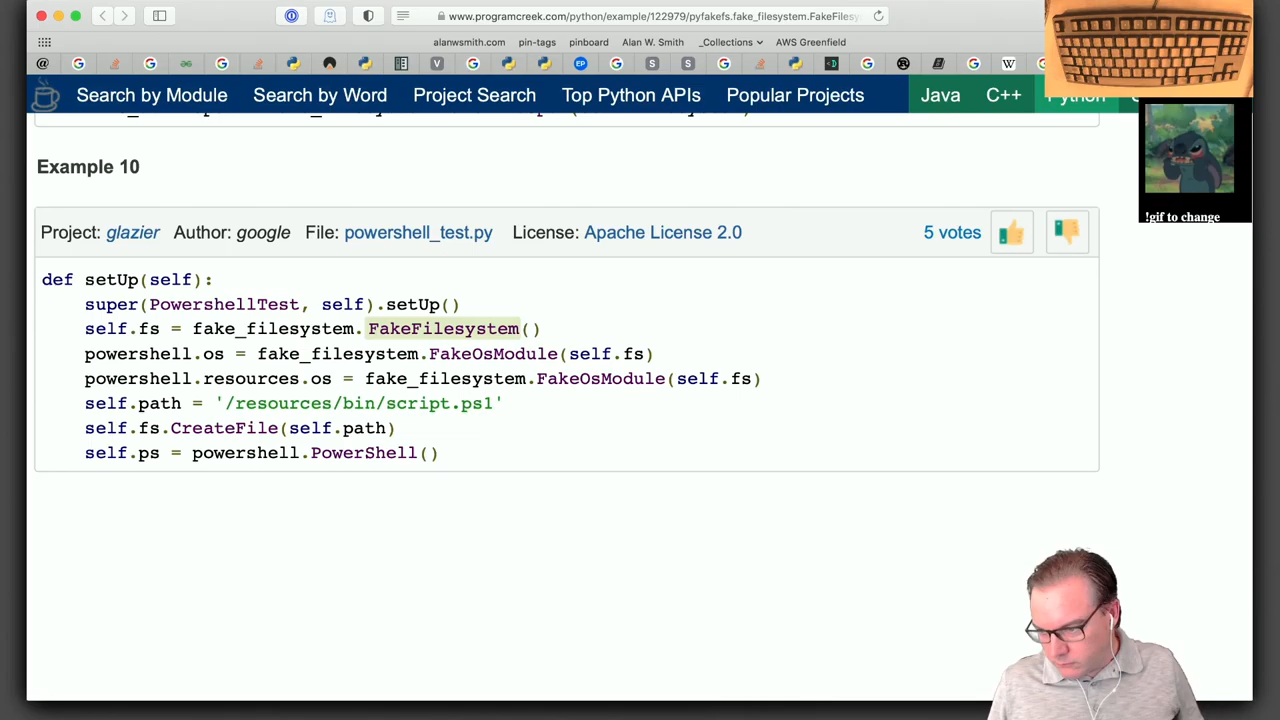 www.programcreek.com/python/example/122979/pyfakefs.fake_filesystem.FakeFilesy
alanwsmith.com pin-tags pinboard Alan W. Smith _Collections AWS Greenfield
Search by Module Search by Word Project Search Top Python APIs Popular Projects Java C++ Python
Example 10
Project: glazier Author: google File: powershell_test.py License: Apache License 2.0 5 votes
def setUp(self):
super(PowershellTest, self).setUp()
self.fs = fake_filesystem.FakeFilesystem()
powershell.os = fake_filesystem.FakeOsModule(self.fs)
powershell.resources.os = fake_filesystem.FakeOsModule(self.fs)
self.path = '/resources/bin/script.ps1'
self.fs.CreateFile(self.path)
self.ps = powershell.PowerShell()
!gif to change